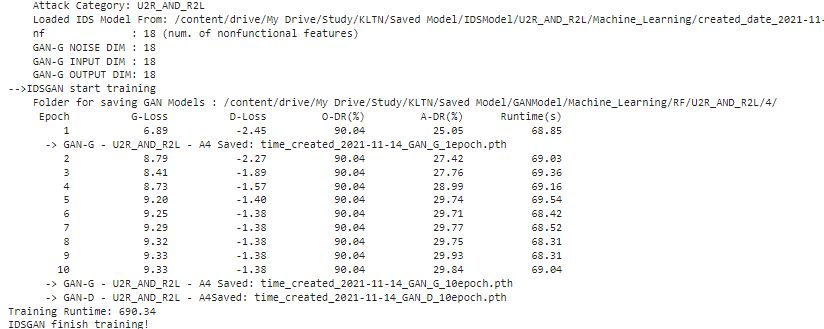 Attack Category: U2R_AND_R2L
Loaded IDS Model From: /content/drive/My Drive/Study/KLTN/Saved Model/IDSModel/U2R_AND_R2L/Machine_Learning/created_date_2021-11-
nf : 18 (num. of nonfunctional features)
GAN-G NOISE DIM : 18
GAN-G INPUT DIM : 18
GAN-G OUTPUT DIM: 18
-->IDSGAN start training
Folder for saving GAN Models : /content/drive/My Drive/Study/KLTN/Saved Model/GANModel/Machine_Learning/RF/U2R_AND_R2L/4/
Epoch G-Loss D-Loss O-DR(%) A-DR(%) Runtime(s)
1 6.89 -2.45 90.04 25.05 68.85
-> GAN-G - U2R_AND_R2L - A4 Saved: time_created_2021-11-14_GAN_G_1epoch.pth
2 8.79 -2.27 90.04 27.42 69.03
3 8.41 -1.89 90.04 27.76 69.36
4 8.73 -1.57 90.04 28.99 69.16
5 9.20 -1.40 90.04 29.74 69.54
6 9.25 -1.38 90.04 29.71 68.42
7 9.29 -1.38 90.04 29.77 68.52
8 9.32 -1.38 90.04 29.75 68.31
9 9.33 -1.38 90.04 29.93 68.31
10 9.33 -1.38 90.04 29.84 69.04
-> GAN-G - U2R_AND_R2L - A4 Saved: time_created_2021-11-14_GAN_G_10epoch.pth
-> GAN-D - U2R_AND_R2L - A4Saved: time_created_2021-11-14_GAN_D_10epoch.pth
Training Runtime: 690.34
IDSGAN finish training!